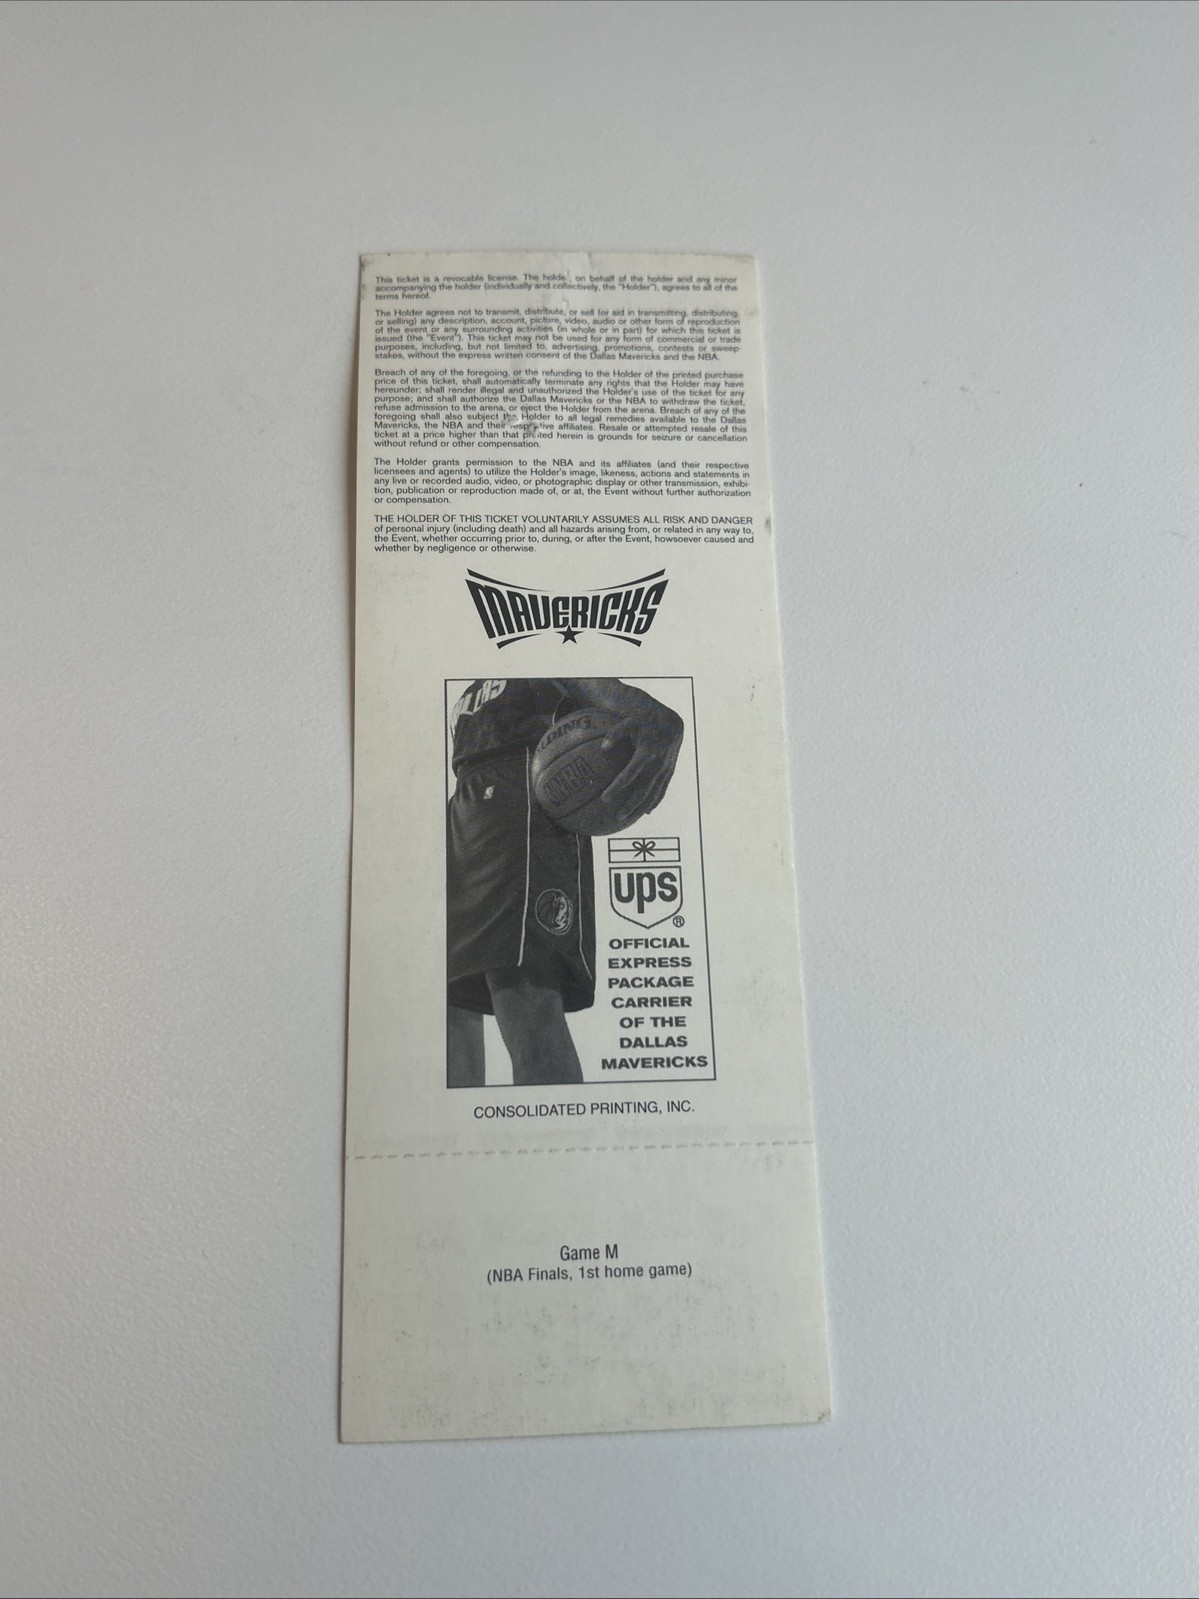 This ticket is a revocable license. The holde , on behalf of the holder and any minor
accompanying the holder (individually and collectively, the "Holder"), agrees to all of the
terms hereof.
The Holder agrees not to transmit, distribute, or sell (or aid in transmitting, distributing,
or selling) any description, account, picture, video, audio or other form of reproduction
of the event or any surrounding activities (in whole or in part) for which this ticket is
issued (the "Event"). This ticket may not be used for any form of commercial or trade
purposes, including, but not limited to, advertising, promotions, contests or sweep-
stakes, without the express written consent of the Dallas Mavericks and the NBA.
Breach of any of the foregoing, or the refunding to the Holder of the printed purchase
price of this ticket, shall automatically terminate any rights that the Holder may have
hereunder; shall render illegal and unauthorized the Holder's use of the ticket for any
purpose; and shall authorize the Dallas Mavericks or the NBA to withdraw the ticket,
refuse admission to the arena, or eject the Holder from the arena. Breach of any of the
foregoing shall also subject the Holder to all legal remedies available to the Dallas
Mavericks, the NBA and their respective affiliates. Resale or attempted resale of this
ticket at a price higher than that printed herein is grounds for seizure or cancellation
without refund or other compensation.
The Holder grants permission to the NBA and its affiliates (and their respective
licensees and agents) to utilize the Holder's image, likeness, actions and statements in
any live or recorded audio, video, or photographic display or other transmission, exhibi-
tion, publication or reproduction made of, or at, the Event without further authorization
or compensation.
THE HOLDER OF THIS TICKET VOLUNTARILY ASSUMES ALL RISK AND DANGER
of personal injury (including death) and all hazards arising from, or related in any way to,
the Event, whether occurring prior to, during, or after the Event, howsoever caused and
whether by negligence or otherwise.
MAVERICKS
LLAS
LDING
NBA
ups®
OFFICIAL
EXPRESS
PACKAGE
CARRIER
OF THE
DALLAS
MAVERICKS
CONSOLIDATED PRINTING, INC.
Game M
(NBA Finals, 1st home game)